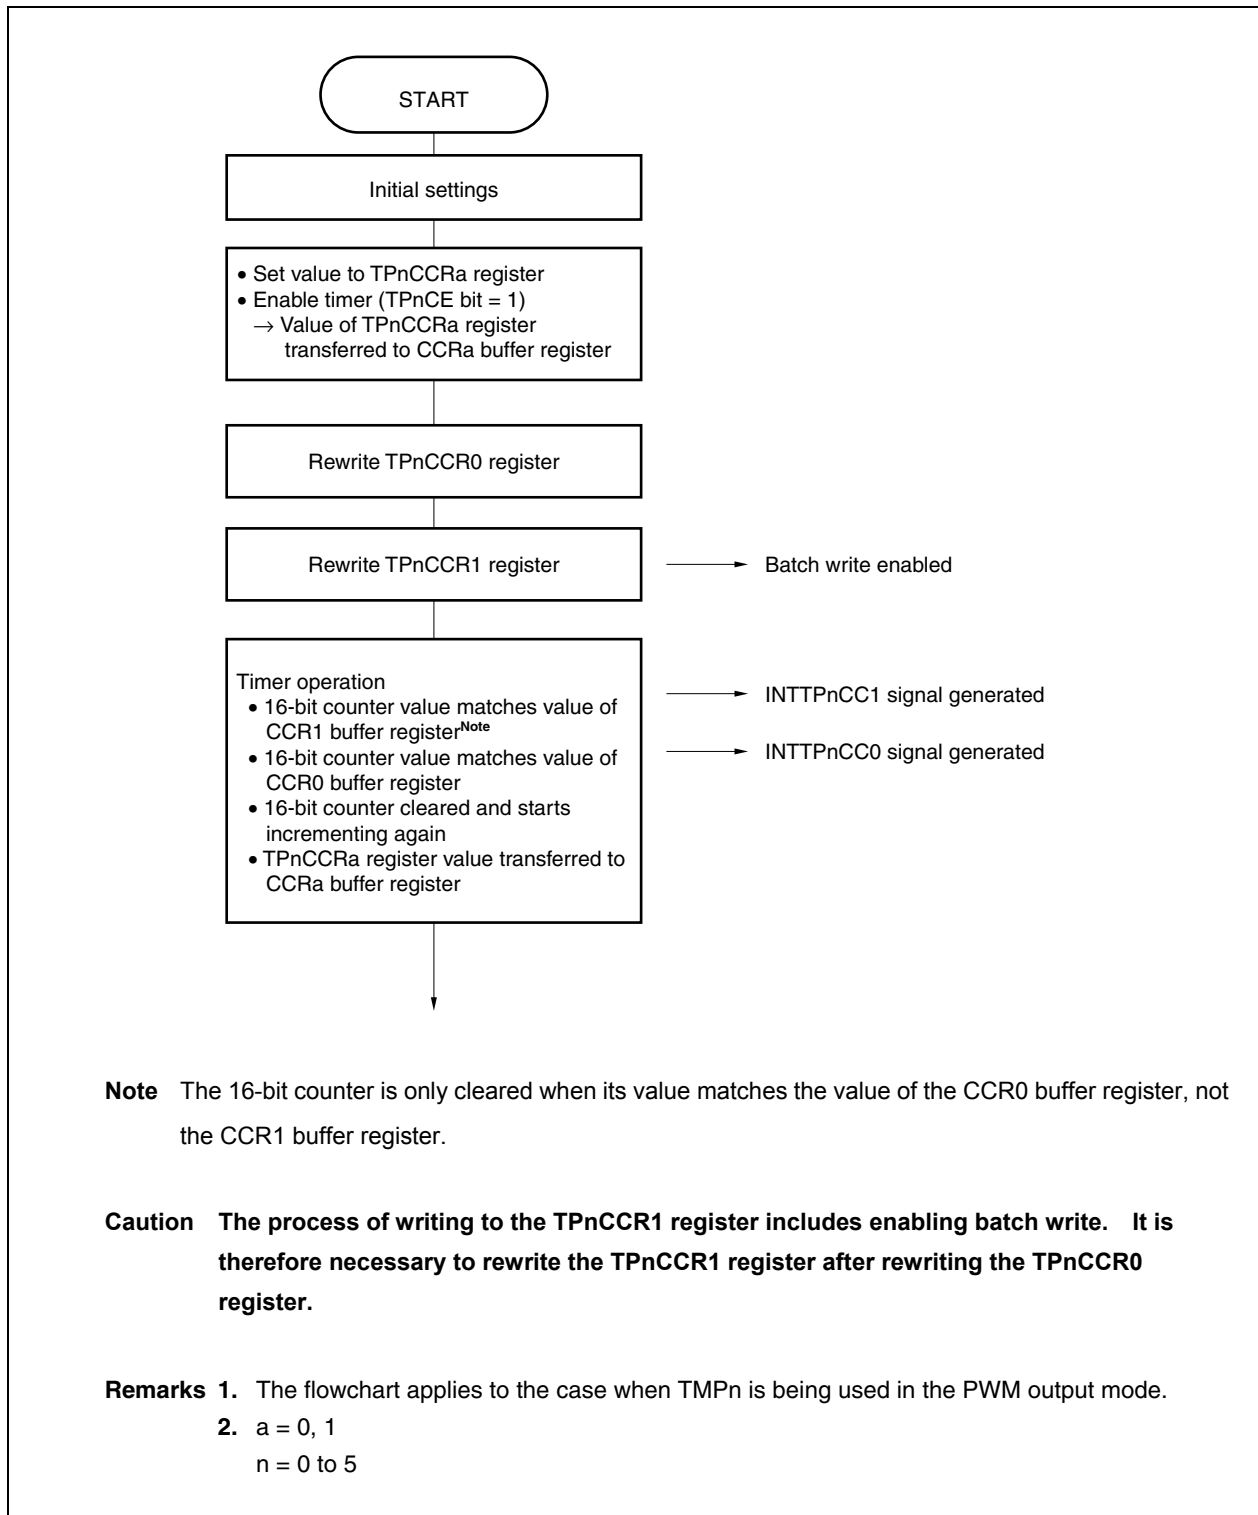 START
Initial settings
• Set value to TPnCCRa register
• Enable timer (TPnCE bit = 1)
→ Value of TPnCCRa register
transferred to CCRa buffer register
Rewrite TPnCCR0 register
Rewrite TPnCCR1 register
Batch write enabled
Timer operation
• 16-bit counter value matches value of
CCR1 buffer registerNote
• 16-bit counter value matches value of
CCR0 buffer register
• 16-bit counter cleared and starts
incrementing again
• TPnCCRa register value transferred to
CCRa buffer register
INTTPnCC1 signal generated
INTTPnCC0 signal generated
Note The 16-bit counter is only cleared when its value matches the value of the CCR0 buffer register, not
the CCR1 buffer register.
Caution The process of writing to the TPnCCR1 register includes enabling batch write. It is
therefore necessary to rewrite the TPnCCR1 register after rewriting the TPnCCR0
register.
Remarks 1. The flowchart applies to the case when TMPn is being used in the PWM output mode.
2. a = 0, 1
n = 0 to 5